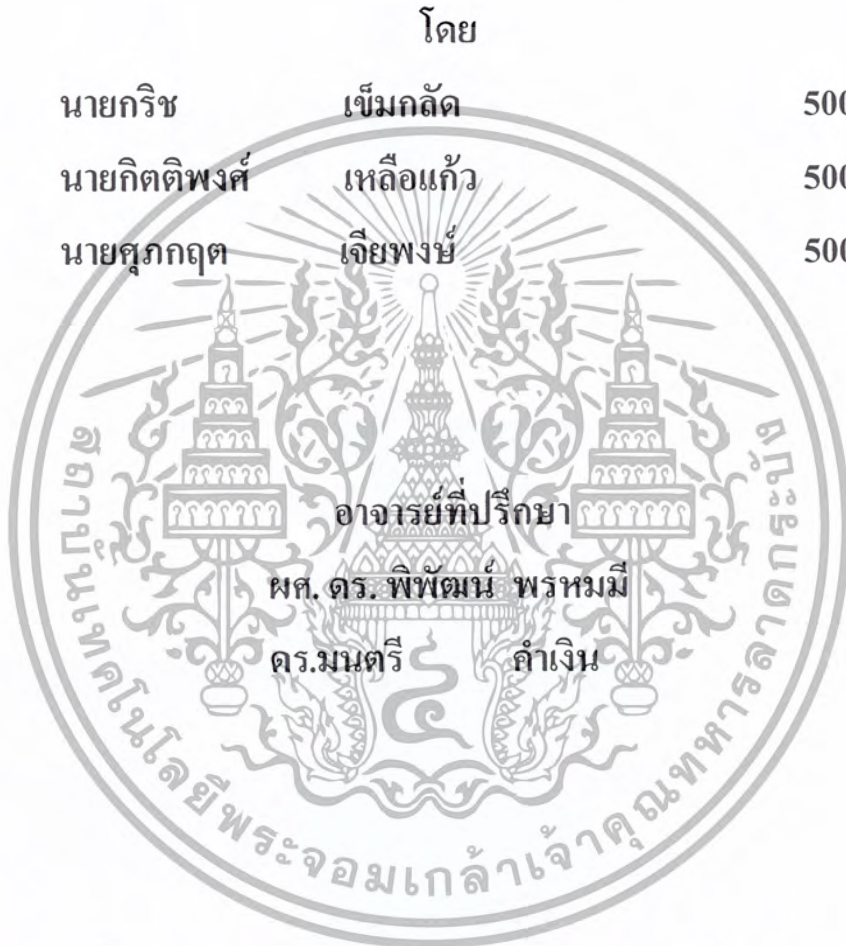 โดย
นายกริช เข็มกลัด 500
นายกิตติพงศ์ เหลือแก้ว 500
นายศุภกฤต เจียพงษ์ 500
อาจารย์ที่ปรึกษา
ผศ. ดร. พิพัฒน์ พรหมมี
ดร.มนตรี คำเงิน
สถาบันเทคโนโลยีพระจอมเกล้าเจ้าคุณทหารลาดกระบัง